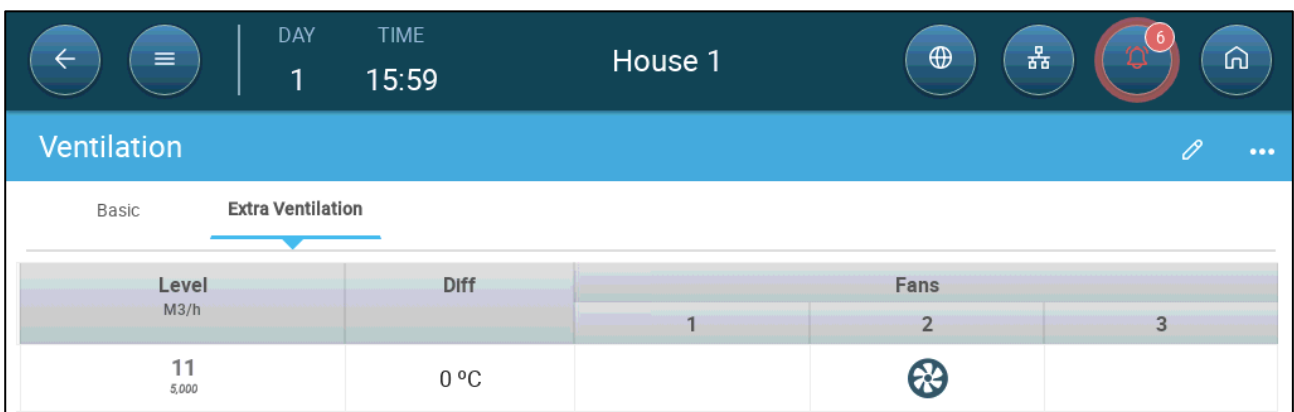 DAY TIME
1 15:59
House 1
6
Ventilation
Basic Extra Ventilation
Level Diff Fans
M3/h
1 2 3
11
5,000
0 ºC